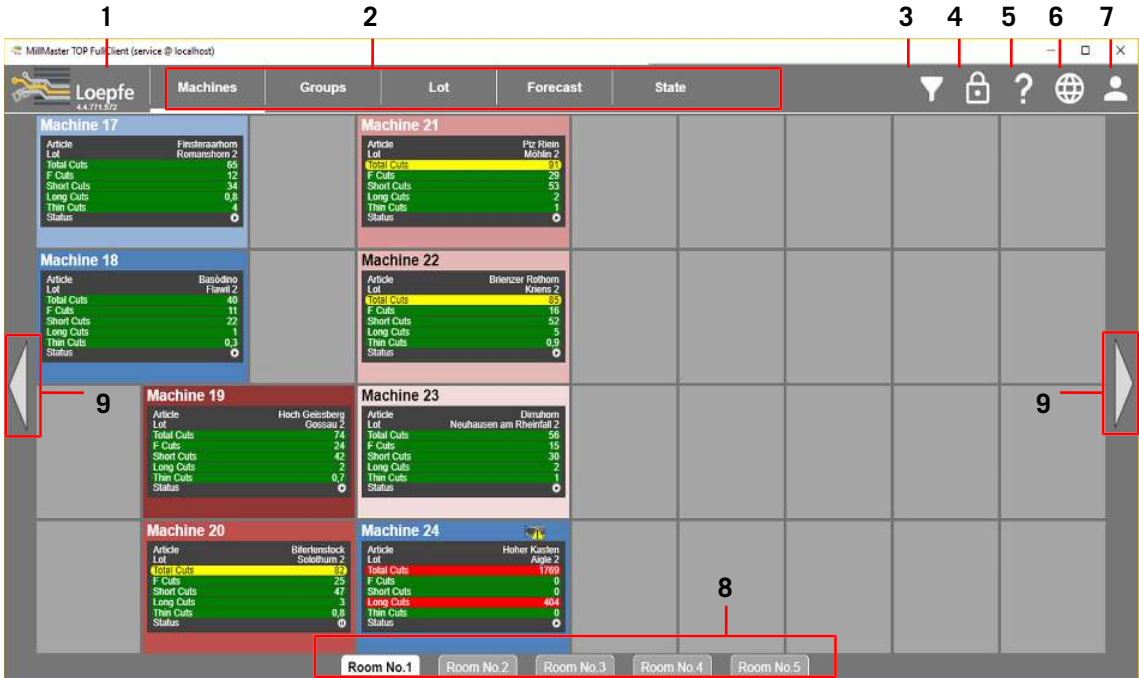 1 2 3 4 5 6 7
MillMaster TOP FullClient (service @ localhost)
Loepfe
4.4.771.572
Machines Groups Lot Forecast State
Machine 17
Article Finsteraarhorn
Lot Romanshorn 2
Total Cuts 65
F Cuts 12
Short Cuts 34
Long Cuts 0,8
Thin Cuts 4
Status
Machine 21
Article Piz Riein
Lot Möhlin 2
Total Cuts 91
F Cuts 29
Short Cuts 53
Long Cuts 2
Thin Cuts 1
Status
Machine 18
Article Basòdino
Lot Flawil 2
Total Cuts 40
F Cuts 11
Short Cuts 22
Long Cuts 1
Thin Cuts 0,3
Status
Machine 22
Article Brienzer Rothorn
Lot Kriens 2
Total Cuts 85
F Cuts 16
Short Cuts 52
Long Cuts 5
Thin Cuts 0,9
Status
9
9
Machine 19
Article Hoch Geissberg
Lot Gossau 2
Total Cuts 74
F Cuts 24
Short Cuts 42
Long Cuts 2
Thin Cuts 0,7
Status
Machine 23
Article Dirruhorn
Lot Neuhausen am Rheinfall 2
Total Cuts 56
F Cuts 15
Short Cuts 30
Long Cuts 2
Thin Cuts 1
Status
Machine 20
Article Bifertenstock
Lot Solothurn 2
Total Cuts 82
F Cuts 25
Short Cuts 47
Long Cuts 3
Thin Cuts 0,8
Status
Machine 24
Article Hoher Kasten
Lot Aigle 2
Total Cuts 1769
F Cuts 0
Short Cuts 0
Long Cuts 404
Thin Cuts 0
Status
8
Room No.1 Room No.2 Room No.3 Room No.4 Room No.5